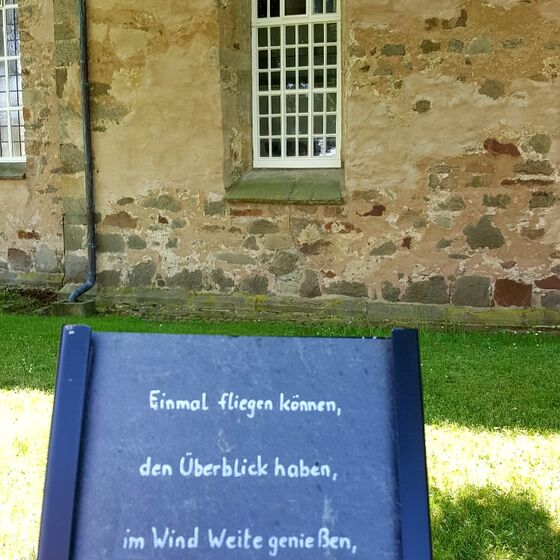 Einmal fliegen können,
den Überblick haben,
im Wind Weite genießen,